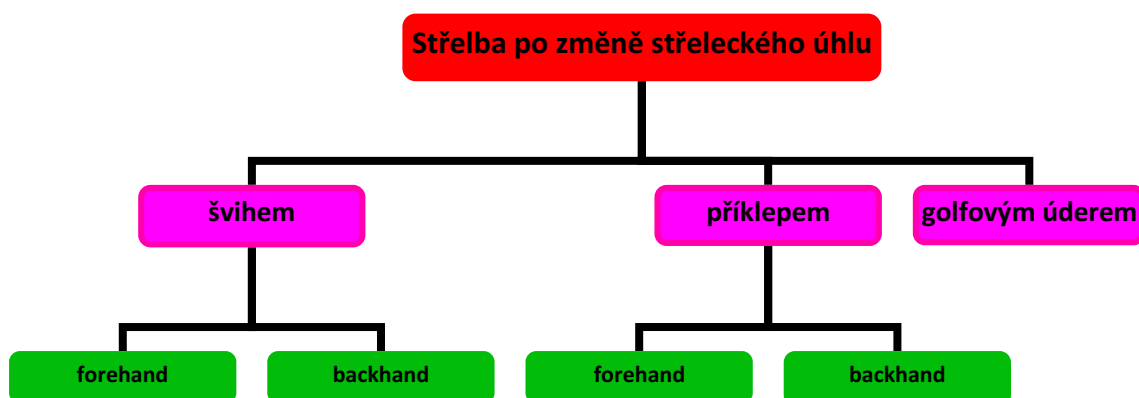 Střelba po změně střeleckého úhlu
švihem
příklepem
golfovým úderem
forehand
backhand
forehand
backhand